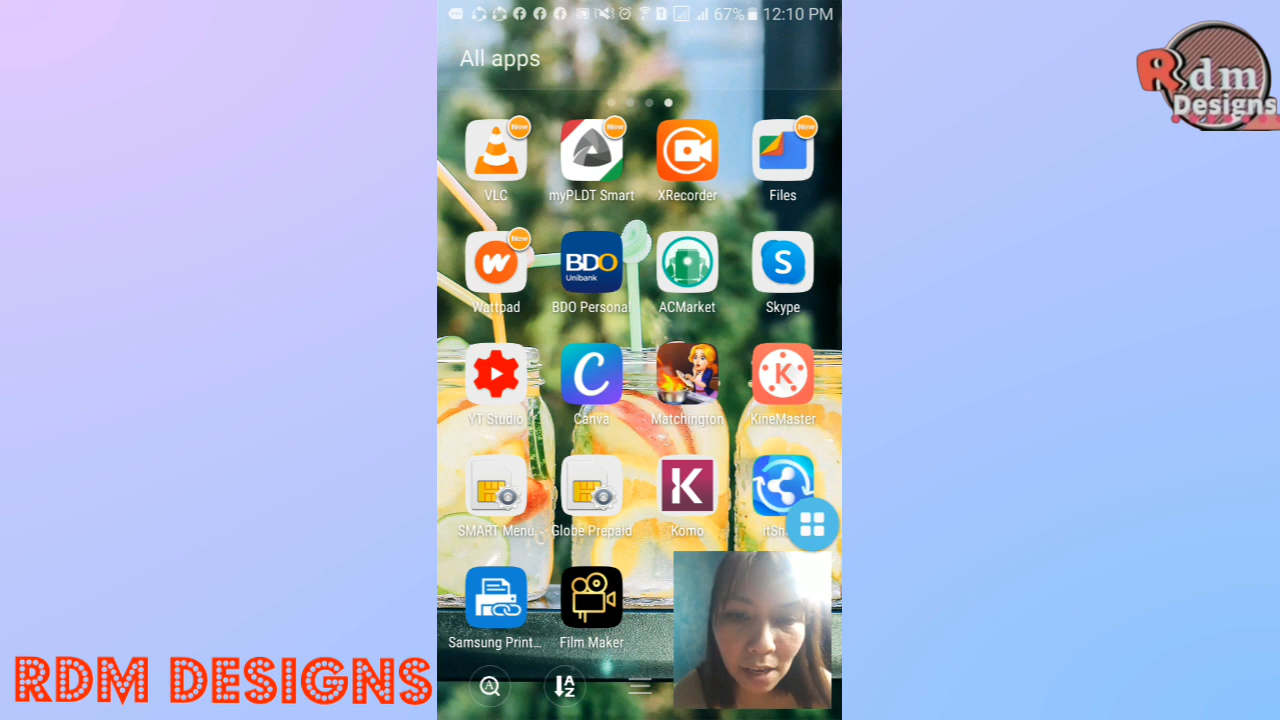 67% 12:10 PM
All apps
Rdm
Designs
New
New
New
VLC
myPLDT Smart
XRecorder
Files
New
W
BDO
Unibank
S
Wattpad
BDO Personal
ACMarket
Skype
C
K
YT Studio
Canva
Matchington
KineMaster
K
SMART Menu
Globe Prepaid
Komo
Samsung Print...
Film Maker
A
A
Z
RDM DESIGNS